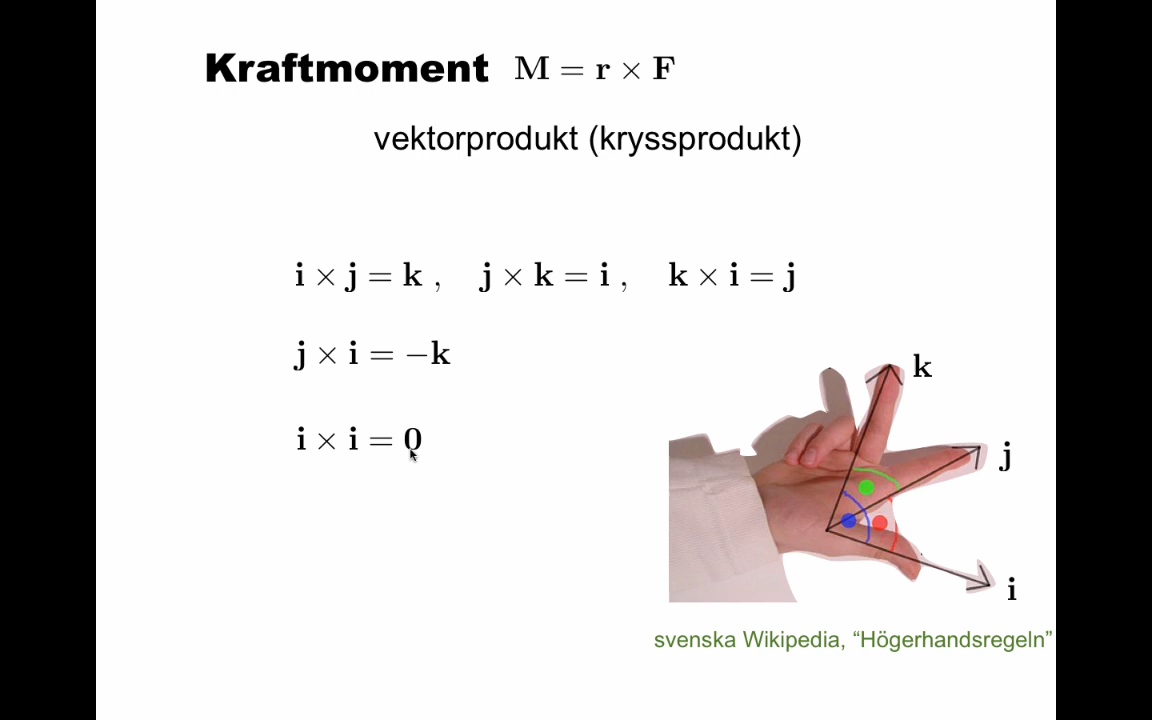 Kraftmoment M = r × F
vektorprodukt (kryssprodukt)
i × j = k , j × k = i , k × i = j
j × i = −k
i × i = 0
k
j
i
svenska Wikipedia, “Högerhandsregeln”